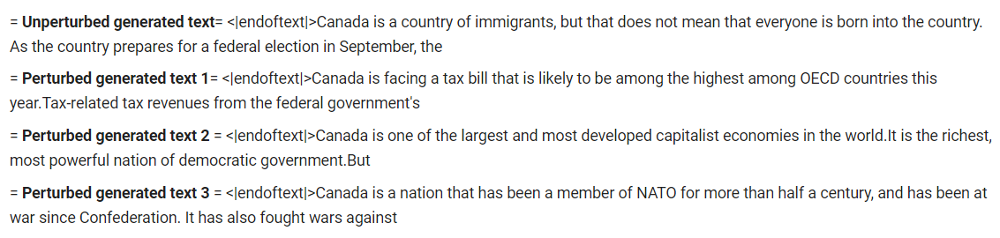 = Unperturbed generated text= <|endoftext|>Canada is a country of immigrants, but that does not mean that everyone is born into the country.
As the country prepares for a federal election in September, the
= Perturbed generated text 1= <|endoftext|>Canada is facing a tax bill that is likely to be among the highest among OECD countries this
year.Tax-related tax revenues from the federal government's
= Perturbed generated text 2 = <|endoftext|>Canada is one of the largest and most developed capitalist economies in the world.It is the richest,
most powerful nation of democratic government.But
= Perturbed generated text 3 = <|endoftext|>Canada is a nation that has been a member of NATO for more than half a century, and has been at
war since Confederation. It has also fought wars against